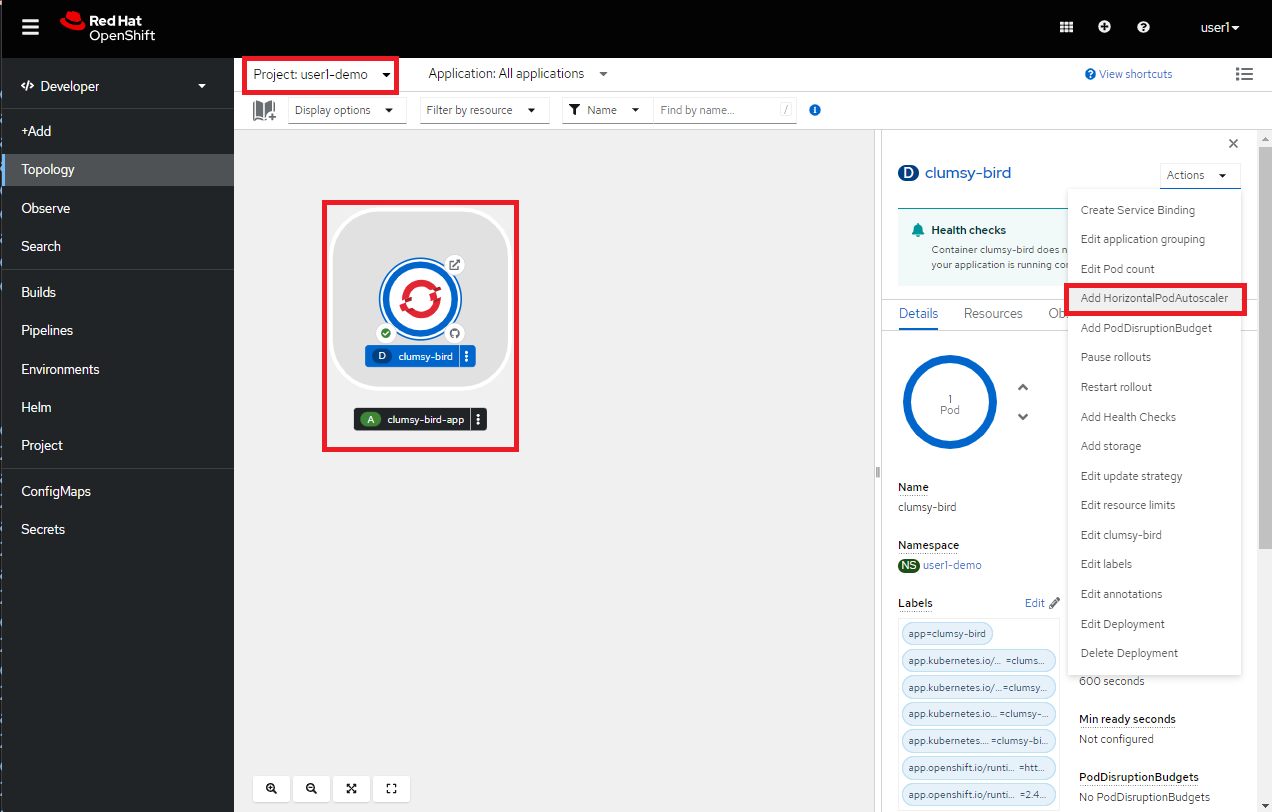 Red Hat
OpenShift
user1
Developer
+Add
Topology
Observe
Search
Builds
Pipelines
Environments
Helm
Project
ConfigMaps
Secrets
Project: user1-demo
Application: All applications
View shortcuts
Display options
Filter by resource
Name
Find by name...
/
D clumsy-bird
A clumsy-bird-app
D clumsy-bird
Actions
Health checks
Container clumsy-bird does n
your application is running cor
Details
Resources
Ob
1
Pod
Name
clumsy-bird
Namespace
NS user1-demo
Labels
Edit
app=clumsy-bird
app.kubernetes.io/... =clums...
app.kubernetes.io/...=clumsy...
app.kubernetes.io... =clumsy-...
app.kubernetes.... =clumsy-bi...
app.openshift.io/runti... =htt...
app.openshift.io/runti... =2.4...
Create Service Binding
Edit application grouping
Edit Pod count
Add HorizontalPodAutoscaler
Add PodDisruptionBudget
Pause rollouts
Restart rollout
Add Health Checks
Add storage
Edit update strategy
Edit resource limits
Edit clumsy-bird
Edit labels
Edit annotations
Edit Deployment
Delete Deployment
600 seconds
Min ready seconds
Not configured
PodDisruptionBudgets
No PodDisruptionBudgets